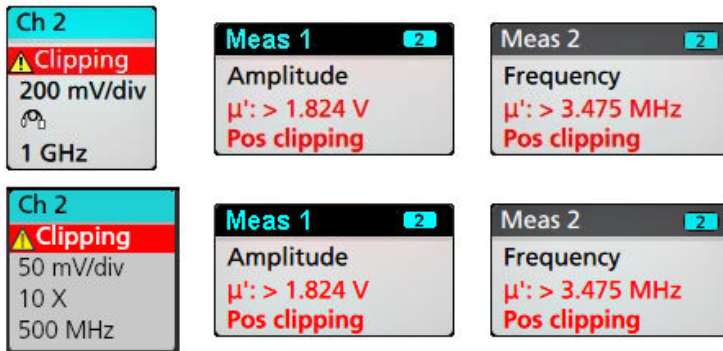 Ch 2
Clipping
200 mV/div
1 GHz
Meas 1 2
Amplitude
µ': > 1.824 V
Pos clipping
Meas 2 2
Frequency
µ': > 3.475 MHz
Pos clipping
Ch 2
Clipping
50 mV/div
10 X
500 MHz
Meas 1 2
Amplitude
µ': > 1.824 V
Pos clipping
Meas 2 2
Frequency
µ': > 3.475 MHz
Pos clipping